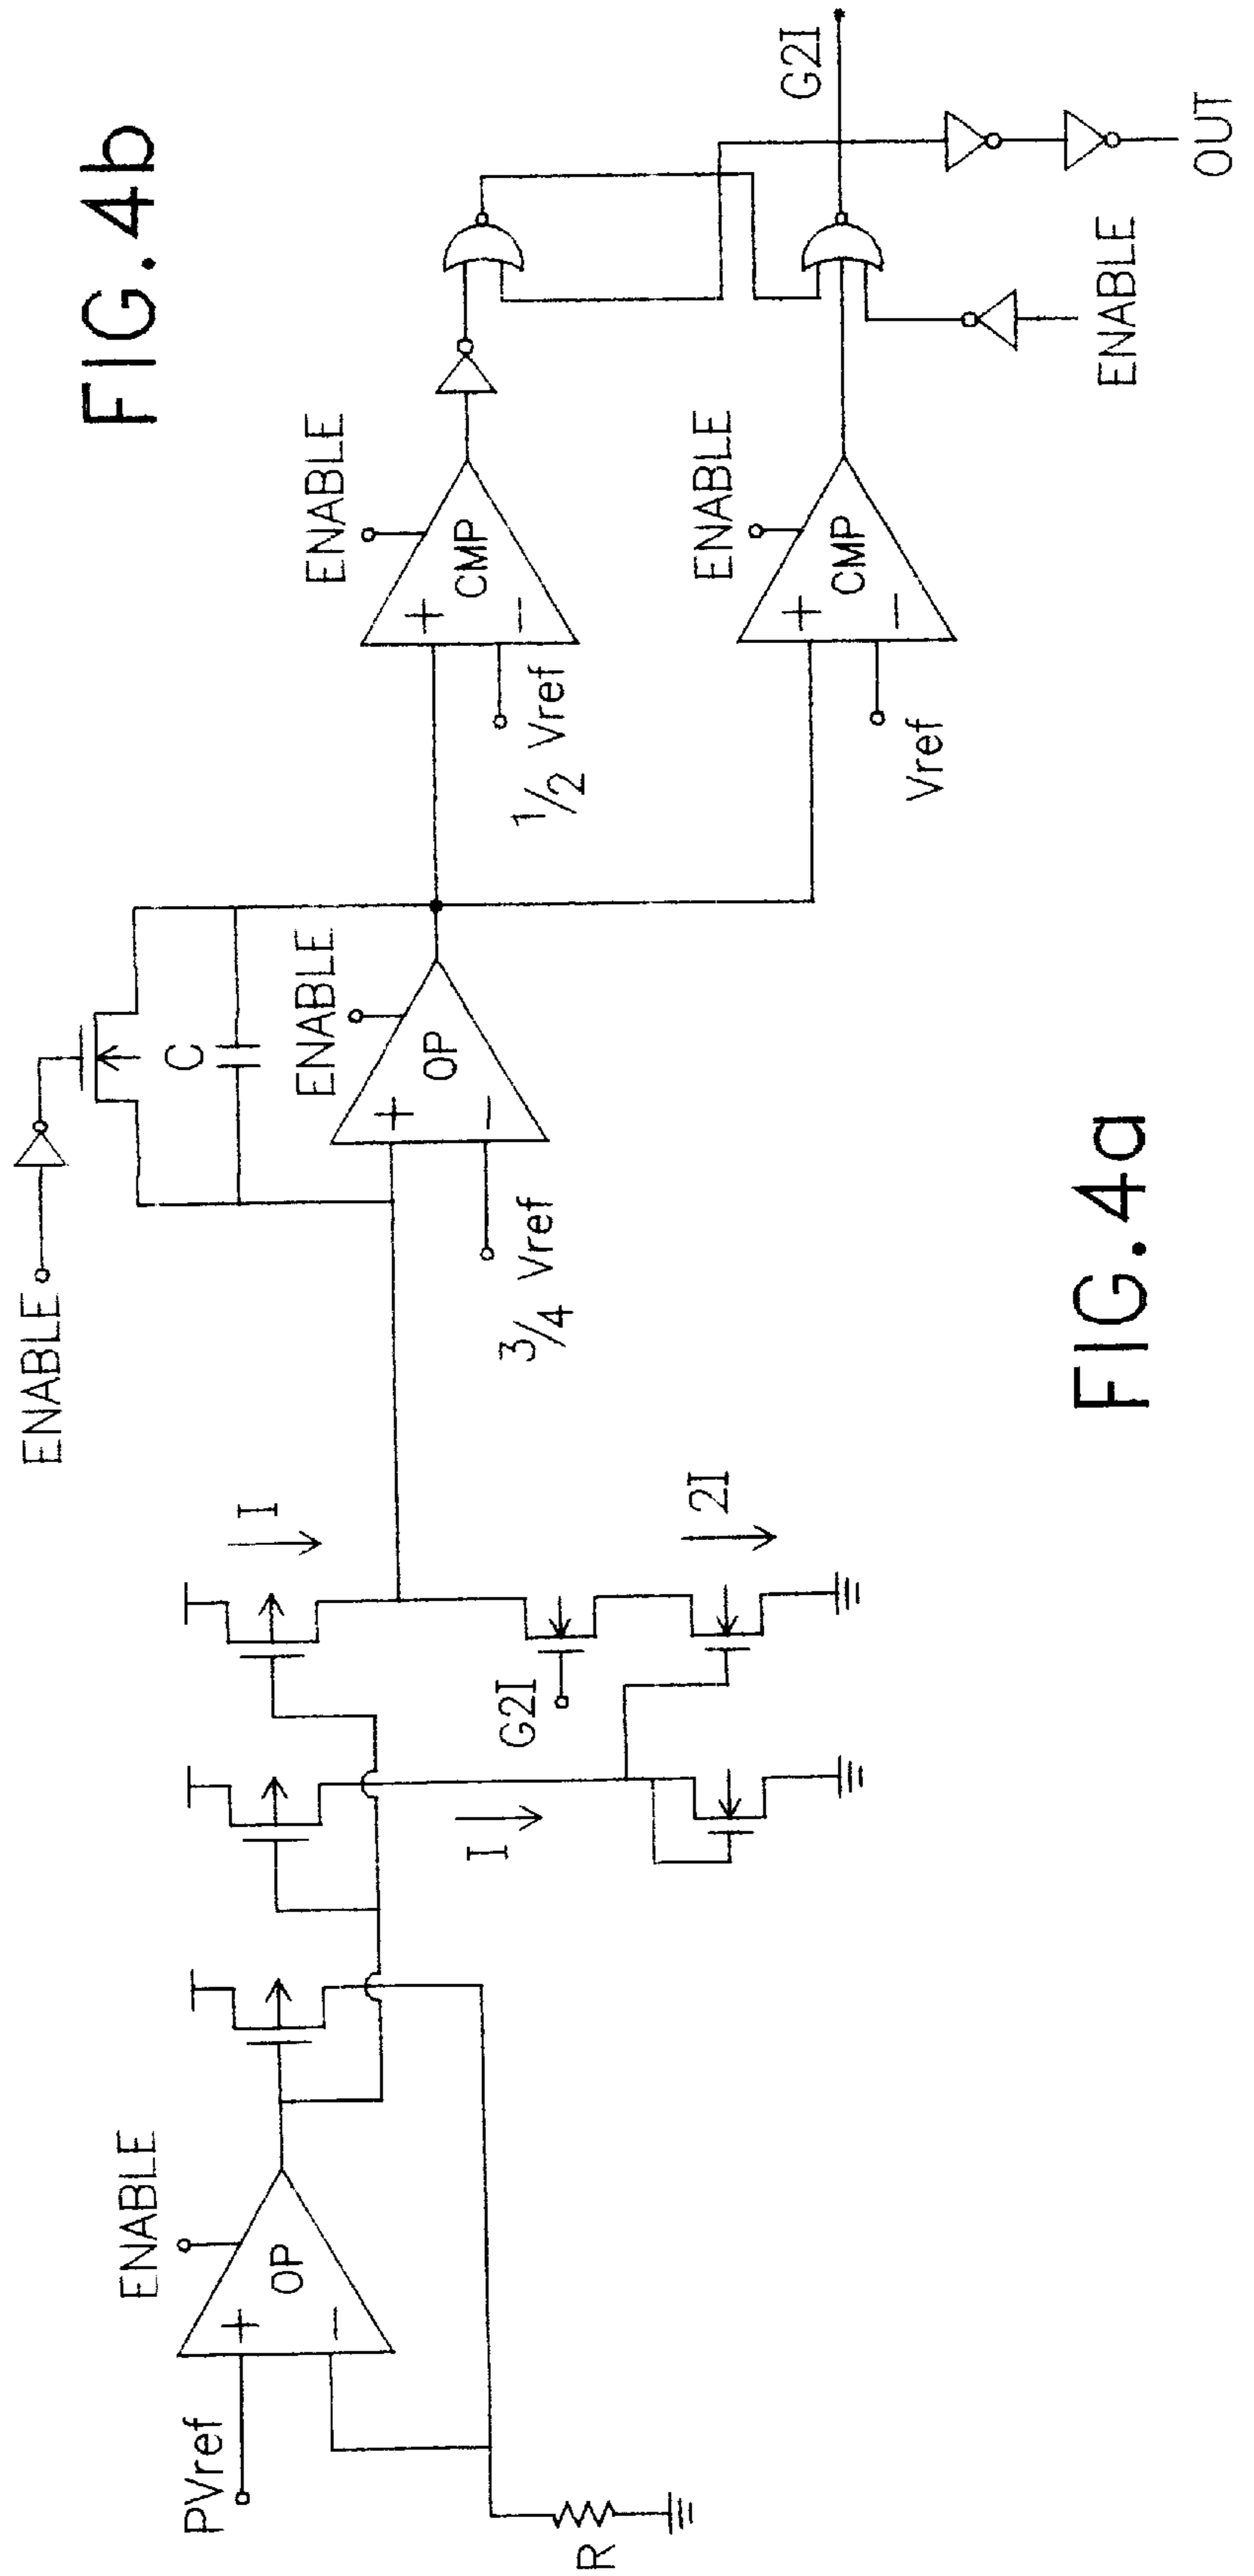 FIG.4b
ENABLE
C
ENABLE
OP
+
−
3/4 Vref
ENABLE
CMP
+
−
1/2 Vref
ENABLE
CMP
+
−
Vref
ENABLE
G2I
OUT
FIG.4a
PVref
ENABLE
OP
+
−
R
I
I
G2I
2I